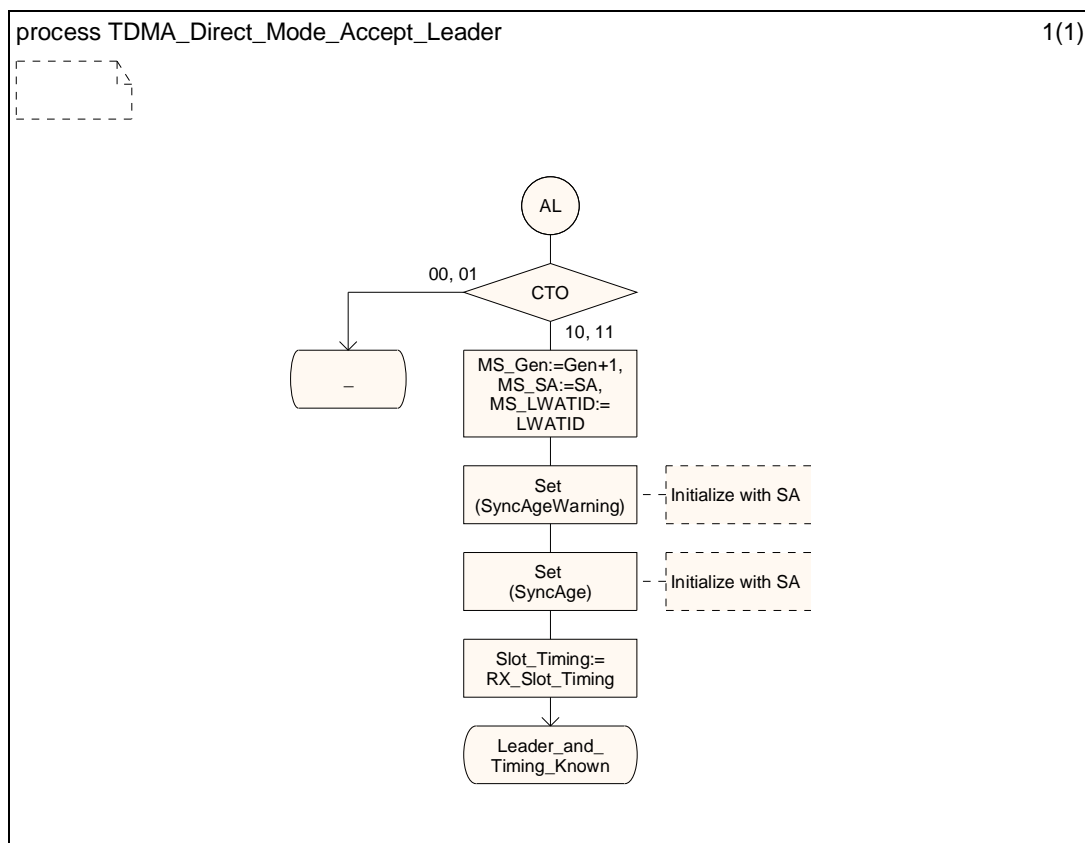 process TDMA_Direct_Mode_Accept_Leader 1(1)
AL
00, 01
CTO
10, 11
_
MS_Gen:=Gen+1,
MS_SA:=SA,
MS_LWATID:=
LWATID
Set
(SyncAgeWarning)
Initialize with SA
Set
(SyncAge)
Initialize with SA
Slot_Timing:=
RX_Slot_Timing
Leader_and_
Timing_Known